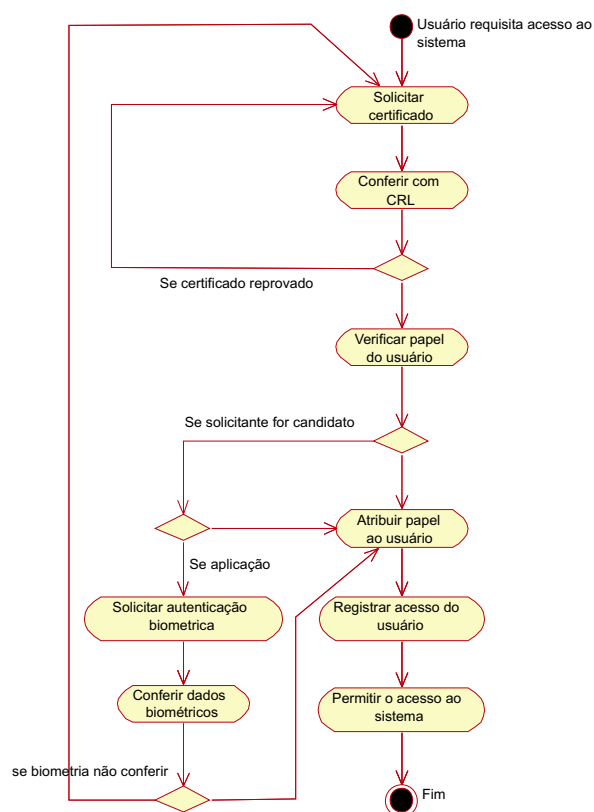 Usuário requisita acesso ao
sistema
Solicitar
certificado
Conferir com
CRL
Se certificado reprovado
Verificar papel
do usuário
Se solicitante for candidato
Atribuir papel
ao usuário
Se aplicação
Solicitar autenticação
biometrica
Registrar acesso do
usuário
Conferir dados
biométricos
Permitir o acesso ao
sistema
se biometria não conferir
Fim